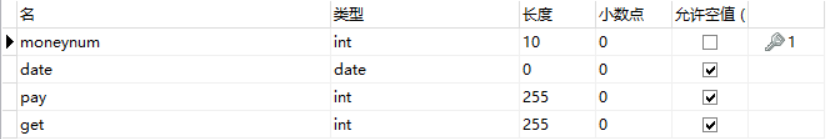 名 类型 长度 小数点 允许空值 (
moneynum int 10 0 1
date date 0 0
pay int 255 0
get int 255 0